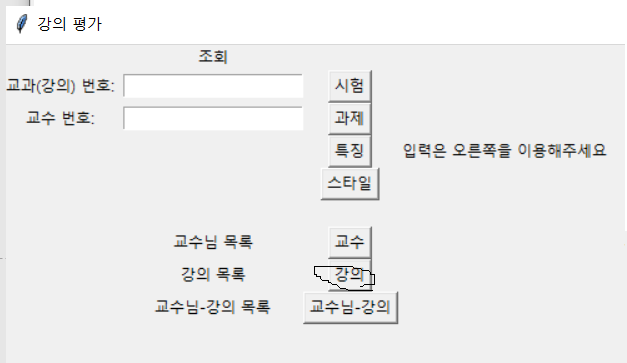 강의 평가
조회
교과(강의) 번호: 시험
교수 번호: 과제
특징 입력은 오른쪽을 이용해주세요
스타일
교수님 목록 교수
강의 목록 강의
교수님-강의 목록 교수님-강의